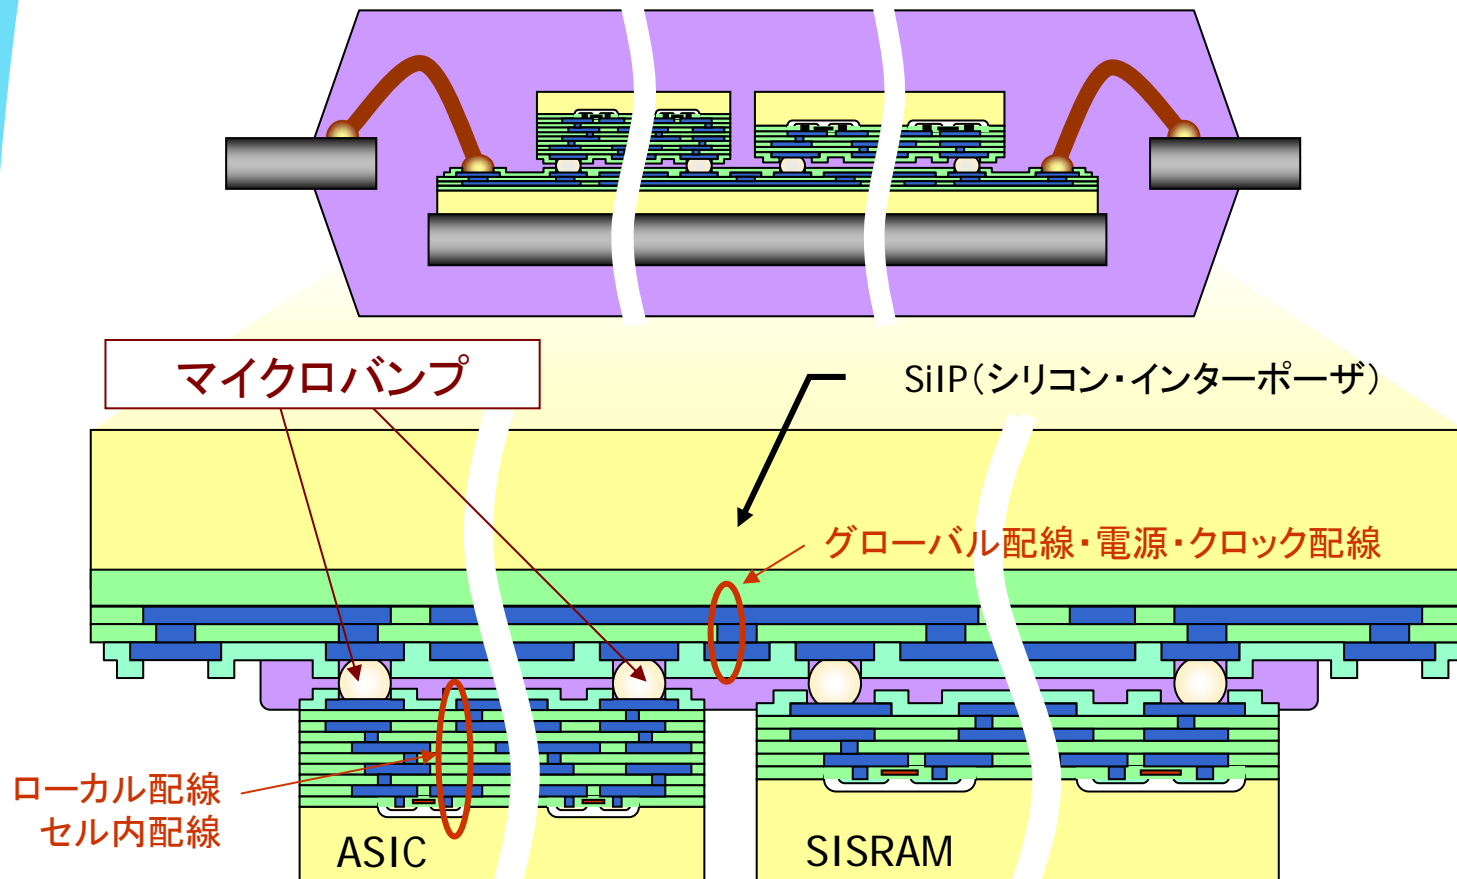 マイクロバンプ
SiIP（シリコン・インターポーザ）
グローバル配線・電源・クロック配線
ローカル配線
セル内配線
ASIC
SISRAM